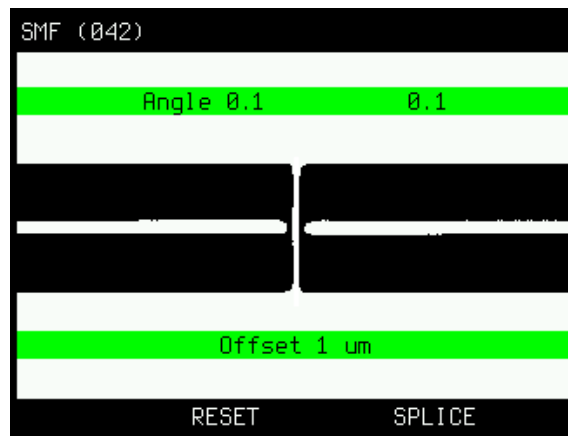 SMF (042)
Angle 0.1 0.1
Offset 1 um
RESET SPLICE